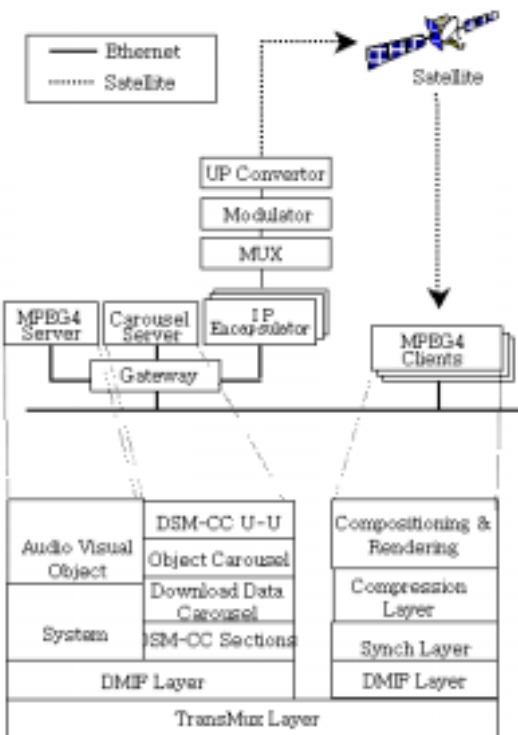 Ethernet
Satellite
Satellite
UP Convertor
Modulator
MUX
MPEG4
Server
Carousel
Server
IP
Encapsulator
MPEG4
Clients
Gateway
DSM-CC U-U
Compositioning &
Rendering
Audio Visual
Object
Object Carousel
Download Data
Carousel
Compression
Layer
System
DSM-CC Sections
Synch Layer
DMIF Layer
DMIF Layer
TransMux Layer